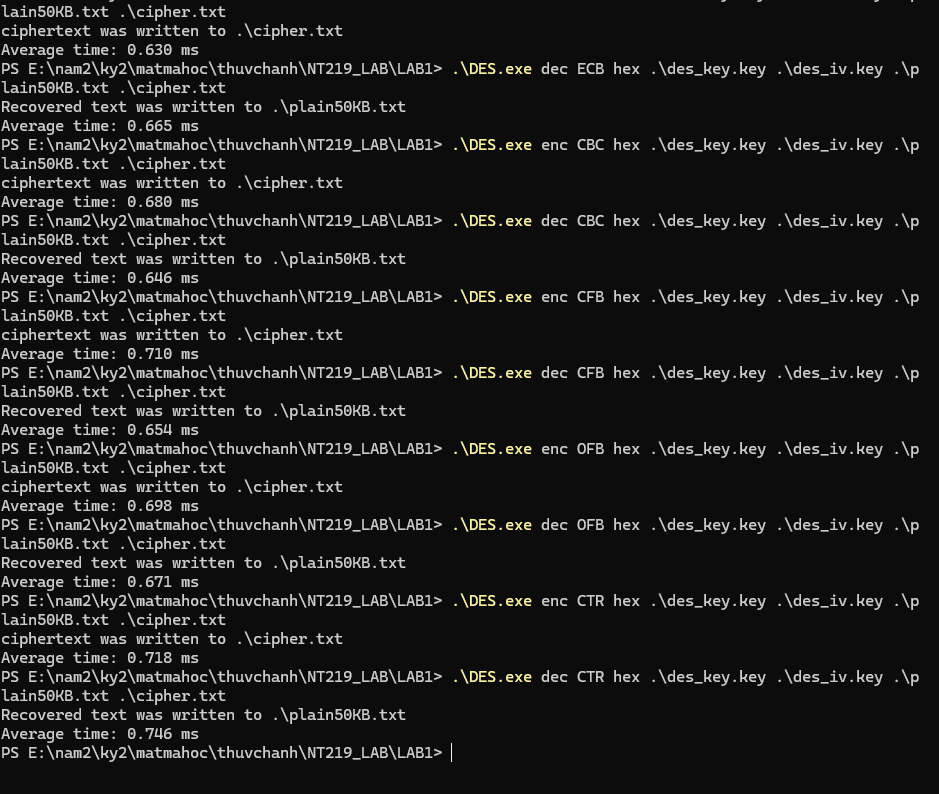 lain50KB.txt .\cipher.txt
ciphertext was written to .\cipher.txt
Average time: 0.630 ms
PS E:\nam2\ky2\matmahoc\thuvchanh\NT219_LAB\LAB1> .\DES.exe dec ECB hex .\des_key.key .\des_iv.key .\p
lain50KB.txt .\cipher.txt
Recovered text was written to .\plain50KB.txt
Average time: 0.665 ms
PS E:\nam2\ky2\matmahoc\thuvchanh\NT219_LAB\LAB1> .\DES.exe enc CBC hex .\des_key.key .\des_iv.key .\p
lain50KB.txt .\cipher.txt
ciphertext was written to .\cipher.txt
Average time: 0.680 ms
PS E:\nam2\ky2\matmahoc\thuvchanh\NT219_LAB\LAB1> .\DES.exe dec CBC hex .\des_key.key .\des_iv.key .\p
lain50KB.txt .\cipher.txt
Recovered text was written to .\plain50KB.txt
Average time: 0.646 ms
PS E:\nam2\ky2\matmahoc\thuvchanh\NT219_LAB\LAB1> .\DES.exe enc CFB hex .\des_key.key .\des_iv.key .\p
lain50KB.txt .\cipher.txt
ciphertext was written to .\cipher.txt
Average time: 0.710 ms
PS E:\nam2\ky2\matmahoc\thuvchanh\NT219_LAB\LAB1> .\DES.exe dec CFB hex .\des_key.key .\des_iv.key .\p
lain50KB.txt .\cipher.txt
Recovered text was written to .\plain50KB.txt
Average time: 0.654 ms
PS E:\nam2\ky2\matmahoc\thuvchanh\NT219_LAB\LAB1> .\DES.exe enc OFB hex .\des_key.key .\des_iv.key .\p
lain50KB.txt .\cipher.txt
ciphertext was written to .\cipher.txt
Average time: 0.698 ms
PS E:\nam2\ky2\matmahoc\thuvchanh\NT219_LAB\LAB1> .\DES.exe dec OFB hex .\des_key.key .\des_iv.key .\p
lain50KB.txt .\cipher.txt
Recovered text was written to .\plain50KB.txt
Average time: 0.671 ms
PS E:\nam2\ky2\matmahoc\thuvchanh\NT219_LAB\LAB1> .\DES.exe enc CTR hex .\des_key.key .\des_iv.key .\p
lain50KB.txt .\cipher.txt
ciphertext was written to .\cipher.txt
Average time: 0.718 ms
PS E:\nam2\ky2\matmahoc\thuvchanh\NT219_LAB\LAB1> .\DES.exe dec CTR hex .\des_key.key .\des_iv.key .\p
lain50KB.txt .\cipher.txt
Recovered text was written to .\plain50KB.txt
Average time: 0.746 ms
PS E:\nam2\ky2\matmahoc\thuvchanh\NT219_LAB\LAB1>